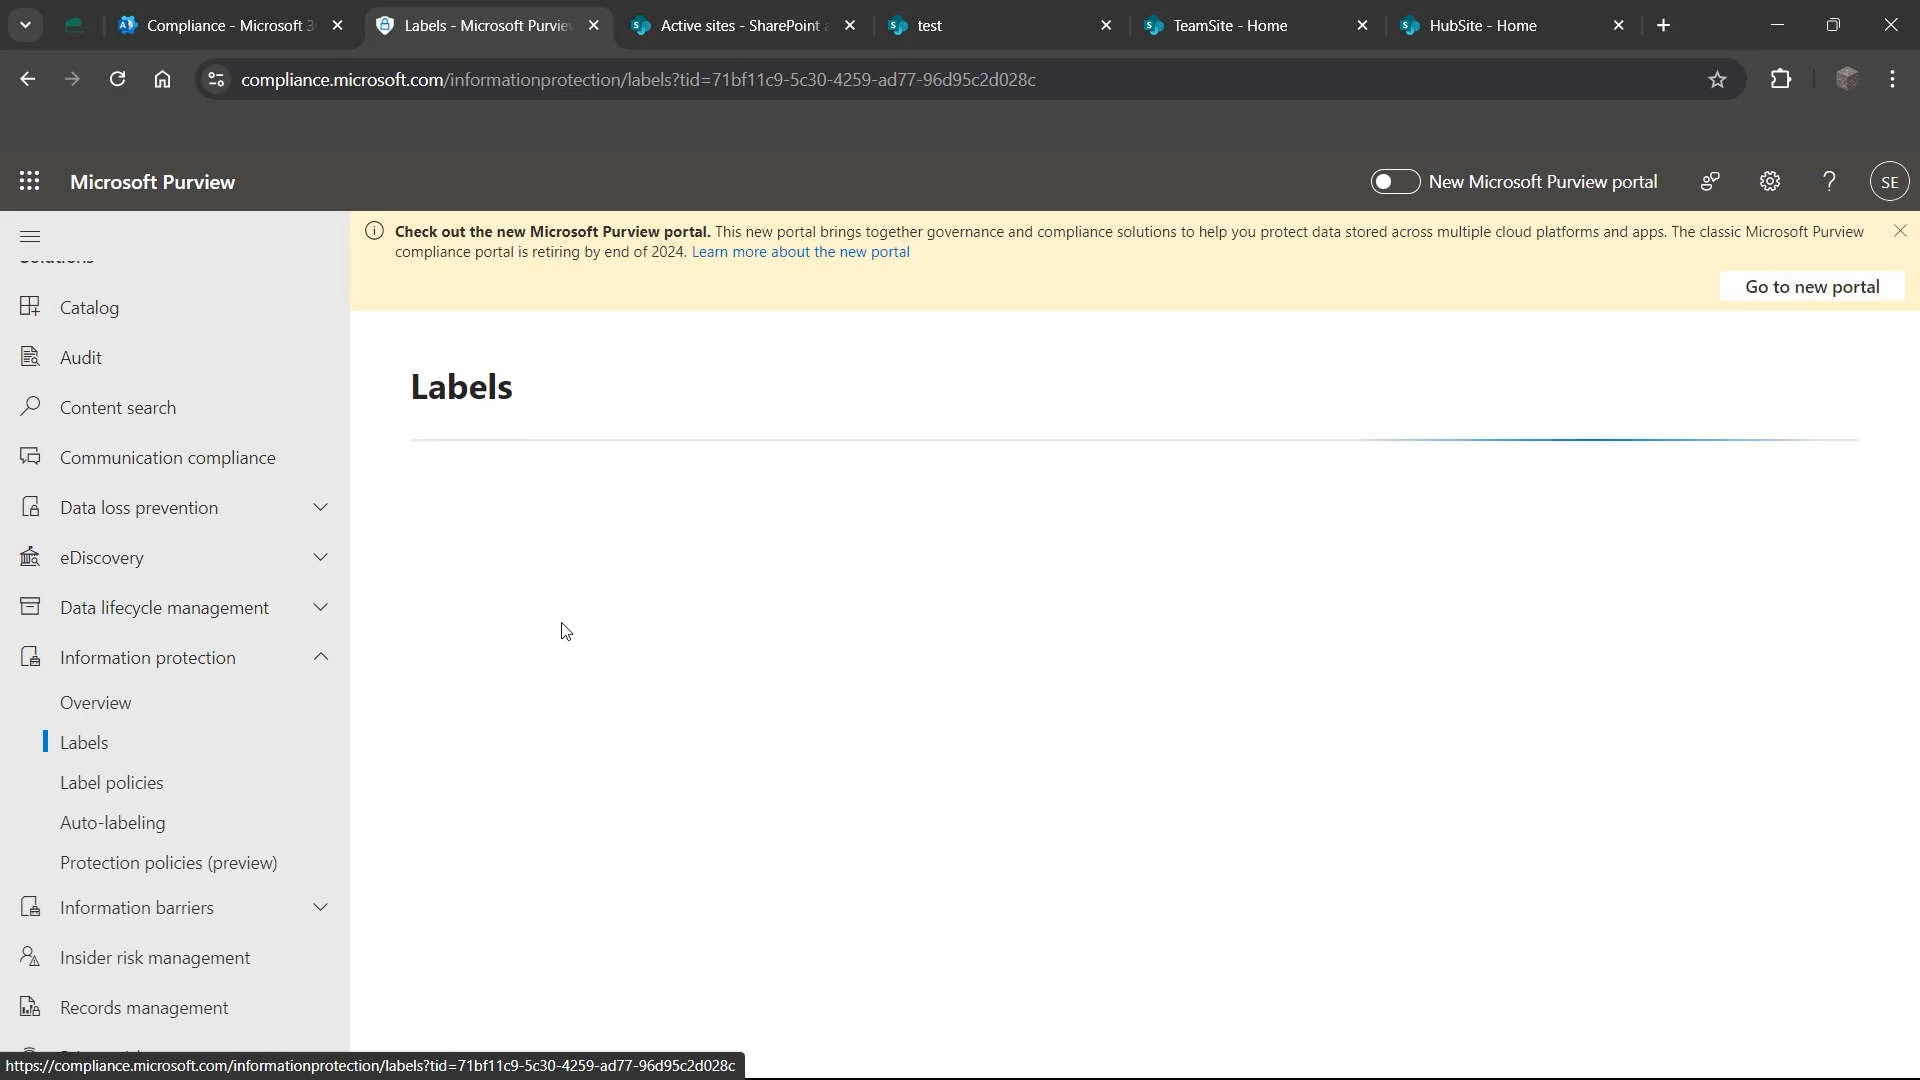 Compliance - Microsoft 3
Labels - Microsoft Purvie
Active sites - SharePoint a
test
TeamSite - Home
HubSite - Home
compliance.microsoft.com/informationprotection/labels?tid=71bf11c9-5c30-4259-ad77-96d95c2d028c
Microsoft Purview
New Microsoft Purview portal
SE
Check out the new Microsoft Purview portal. This new portal brings together governance and compliance solutions to help you protect data stored across multiple cloud platforms and apps. The classic Microsoft Purview
compliance portal is retiring by end of 2024. Learn more about the new portal
Go to new portal
Solutions
Catalog
Audit
Content search
Communication compliance
Data loss prevention
eDiscovery
Data lifecycle management
Information protection
Overview
Labels
Label policies
Auto-labeling
Protection policies (preview)
Information barriers
Insider risk management
Records management
Labels
https://compliance.microsoft.com/informationprotection/labels?tid=71bf11c9-5c30-4259-ad77-96d95c2d028c